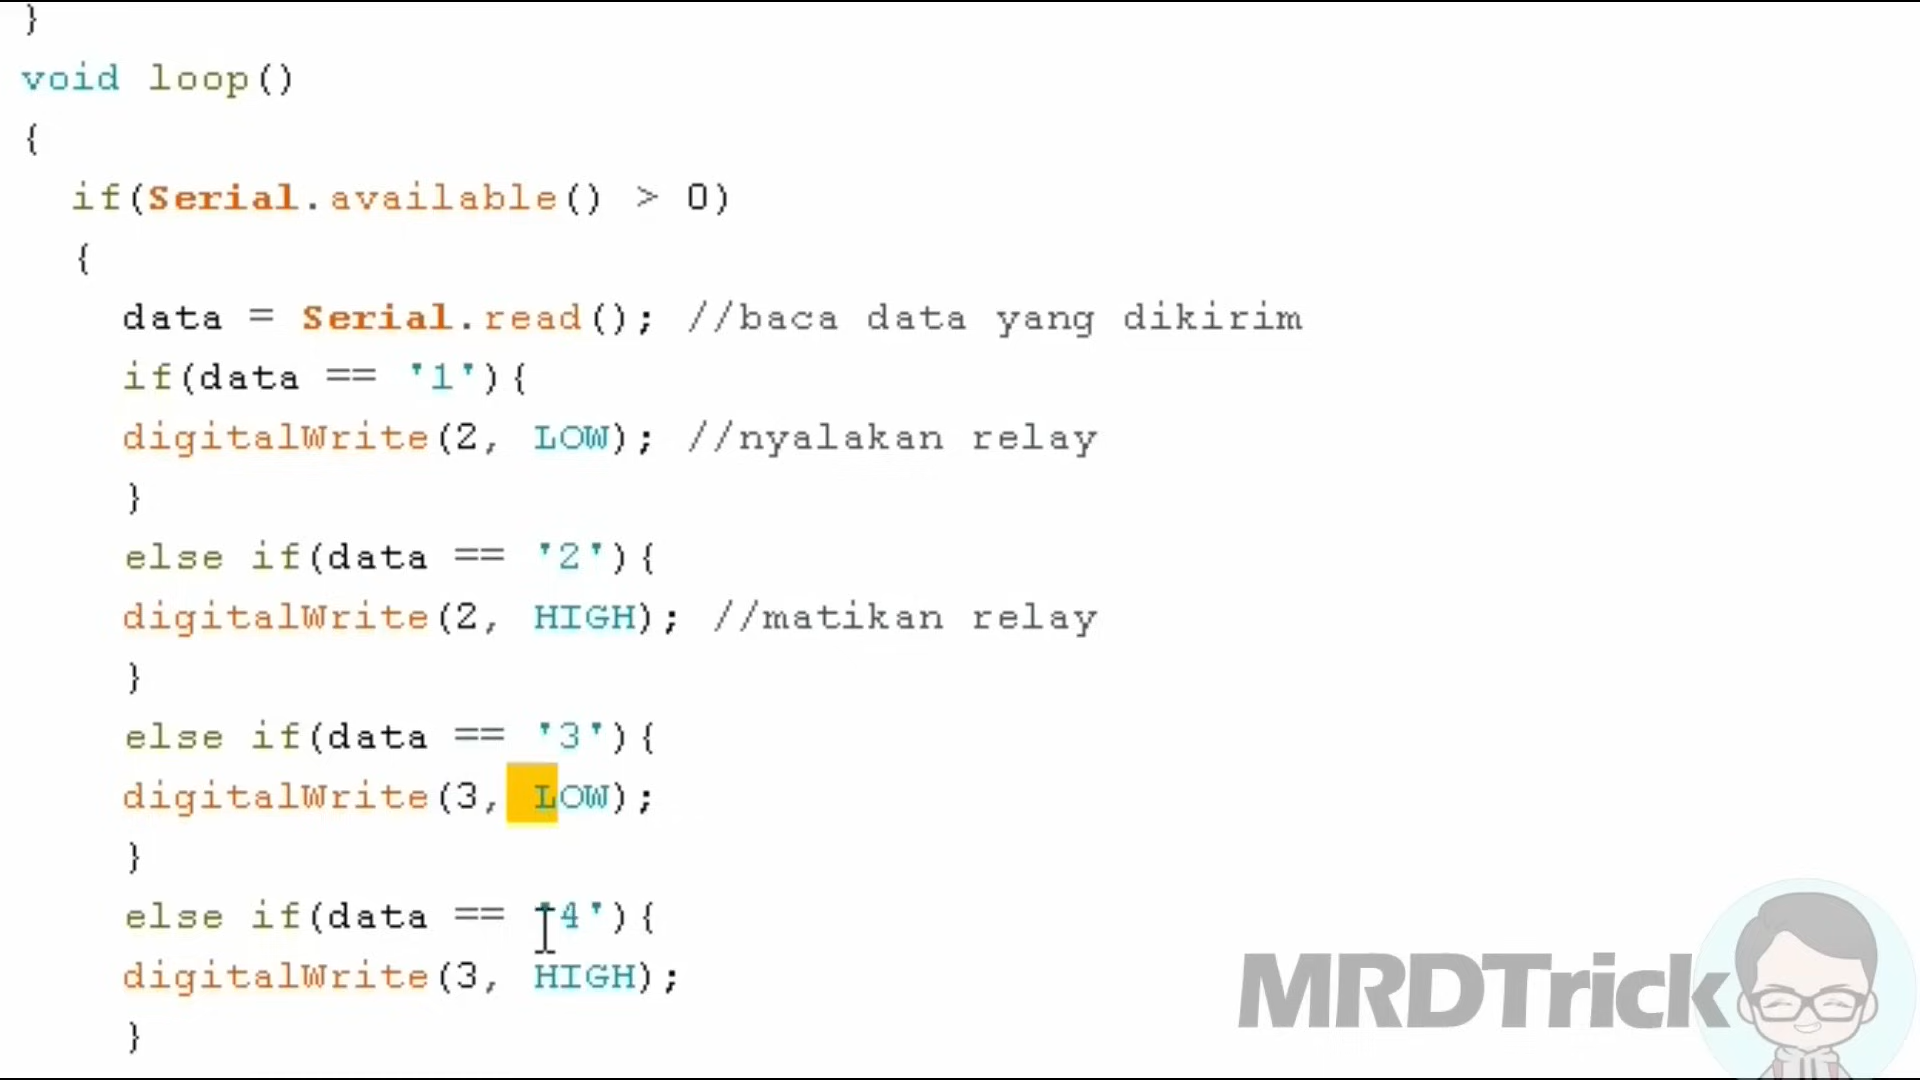 }
void loop()
{
if(Serial.available() > 0)
{
data = Serial.read(); //baca data yang dikirim
if(data == '1'){
digitalWrite(2, LOW); //nyalakan relay
}
else if(data == '2'){
digitalWrite(2, HIGH); //matikan relay
}
else if(data == '3'){
digitalWrite(3, LOW);
}
else if(data == '4'){
digitalWrite(3, HIGH);
}
MRDTrick